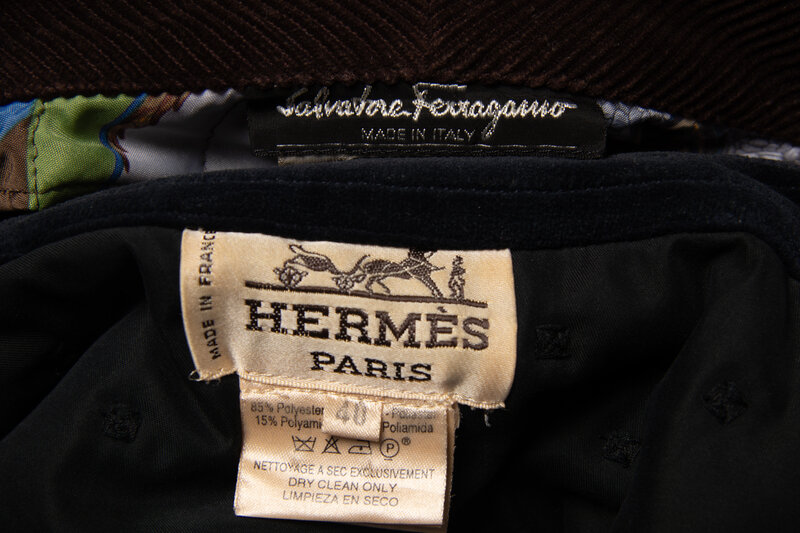 Salvatore Ferragamo
MADE IN ITALY
MADE IN FRANCE
HERMÈS
PARIS
85% Polyester
15% Polyami
40
Poliamida
P
®
NETTOYAGE A SEC EXCLUSIVEMENT
DRY CLEAN ONLY
LIMPIEZA EN SECO